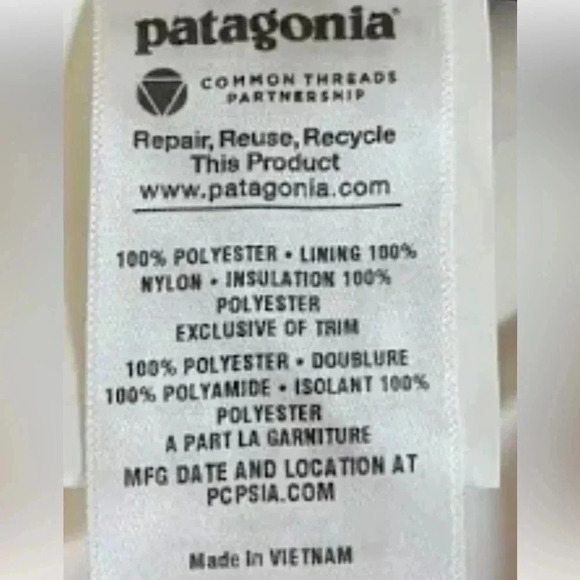 patagonia®
COMMON THREADS
PARTNERSHIP
Repair, Reuse, Recycle
This Product
www.patagonia.com
100% POLYESTER • LINING 100%
NYLON • INSULATION 100%
POLYESTER
EXCLUSIVE OF TRIM
100% POLYESTER • DOUBLURE
100% POLYAMIDE • ISOLANT 100%
POLYESTER
A PART LA GARNITURE
MFG DATE AND LOCATION AT
PCPSIA.COM
Made in VIETNAM